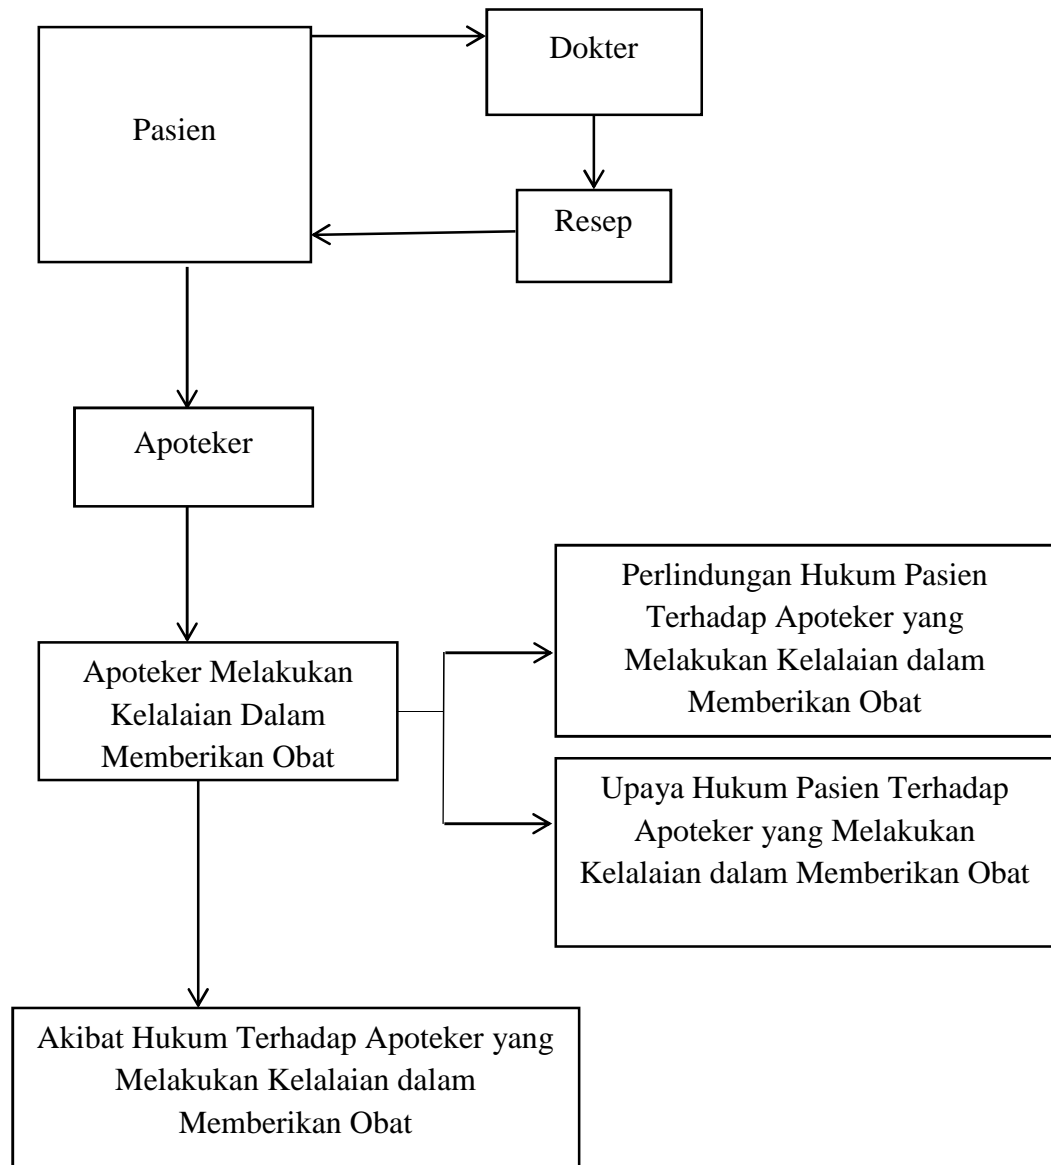 Pasien
Dokter
Resep
Apoteker
Apoteker Melakukan
Kelalaian Dalam
Memberikan Obat
Perlindungan Hukum Pasien
Terhadap Apoteker yang
Melakukan Kelalaian dalam
Memberikan Obat
Upaya Hukum Pasien Terhadap
Apoteker yang Melakukan
Kelalaian dalam Memberikan Obat
Akibat Hukum Terhadap Apoteker yang
Melakukan Kelalaian dalam
Memberikan Obat